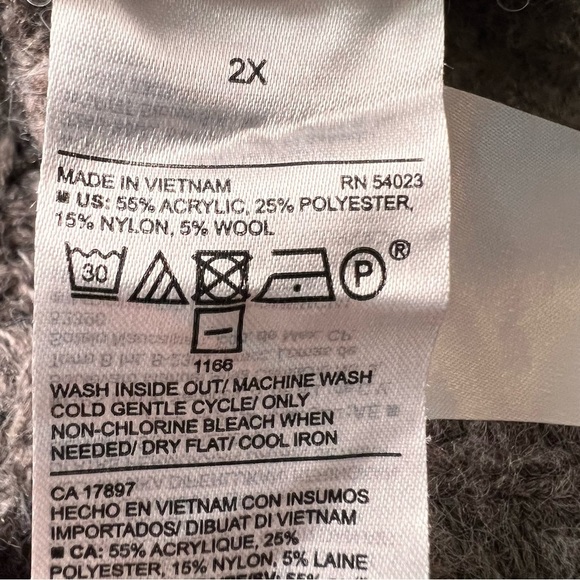 2X
MADE IN VIETNAM RN 54023
US: 55% ACRYLIC, 25% POLYESTER,
15% NYLON, 5% WOOL
30 P ®
1166
WASH INSIDE OUT/ MACHINE WASH
COLD GENTLE CYCLE/ ONLY
NON-CHLORINE BLEACH WHEN
NEEDED/ DRY FLAT/ COOL IRON
CA 17897
HECHO EN VIETNAM CON INSUMOS
IMPORTADOS/ DIBUAT DI VIETNAM
CA: 55% ACRYLIQUE, 25%
POLYESTER, 15% NYLON, 5% LAINE